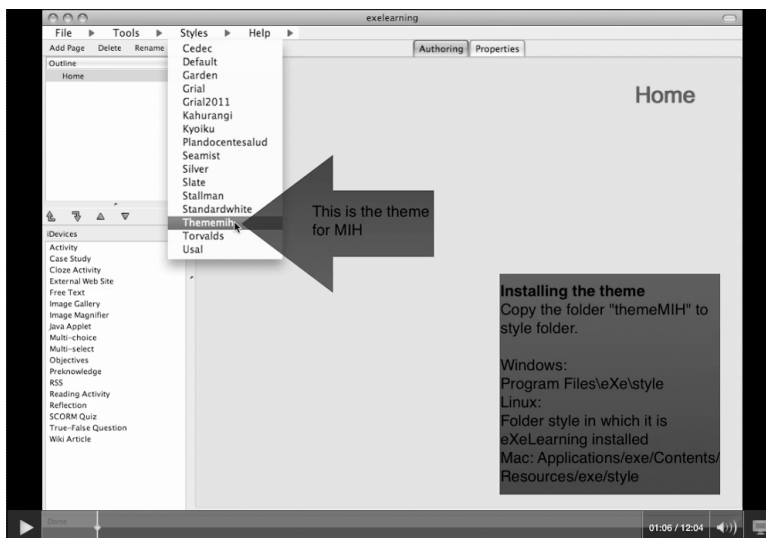 exelearning
File Tools Styles Help
Add Page Delete Rename
Authoring Properties
Outline
Home
Cedec
Default
Garden
Grial
Grial2011
Kahurangi
Kyoiku
Plandocentesalud
Seamist
Silver
Slate
Stallman
Standardwhite
Thememih
Torvalds
Usal
Home
This is the theme
for MIH
iDevices
Activity
Case Study
Cloze Activity
External Web Site
Free Text
Image Gallery
Image Magnifier
Java Applet
Multi-choice
Multi-select
Objectives
Preknowledge
RSS
Reading Activity
Reflection
SCORM Quiz
True-False Question
Wiki Article
Installing the theme
Copy the folder "themeMIH" to
style folder.
Windows:
Program Files\eXe\style
Linux:
Folder style in which it is
eXeLearning installed
Mac: Applications/exe/Contents/
Resources/exe/style
Done
01:06 / 12:04